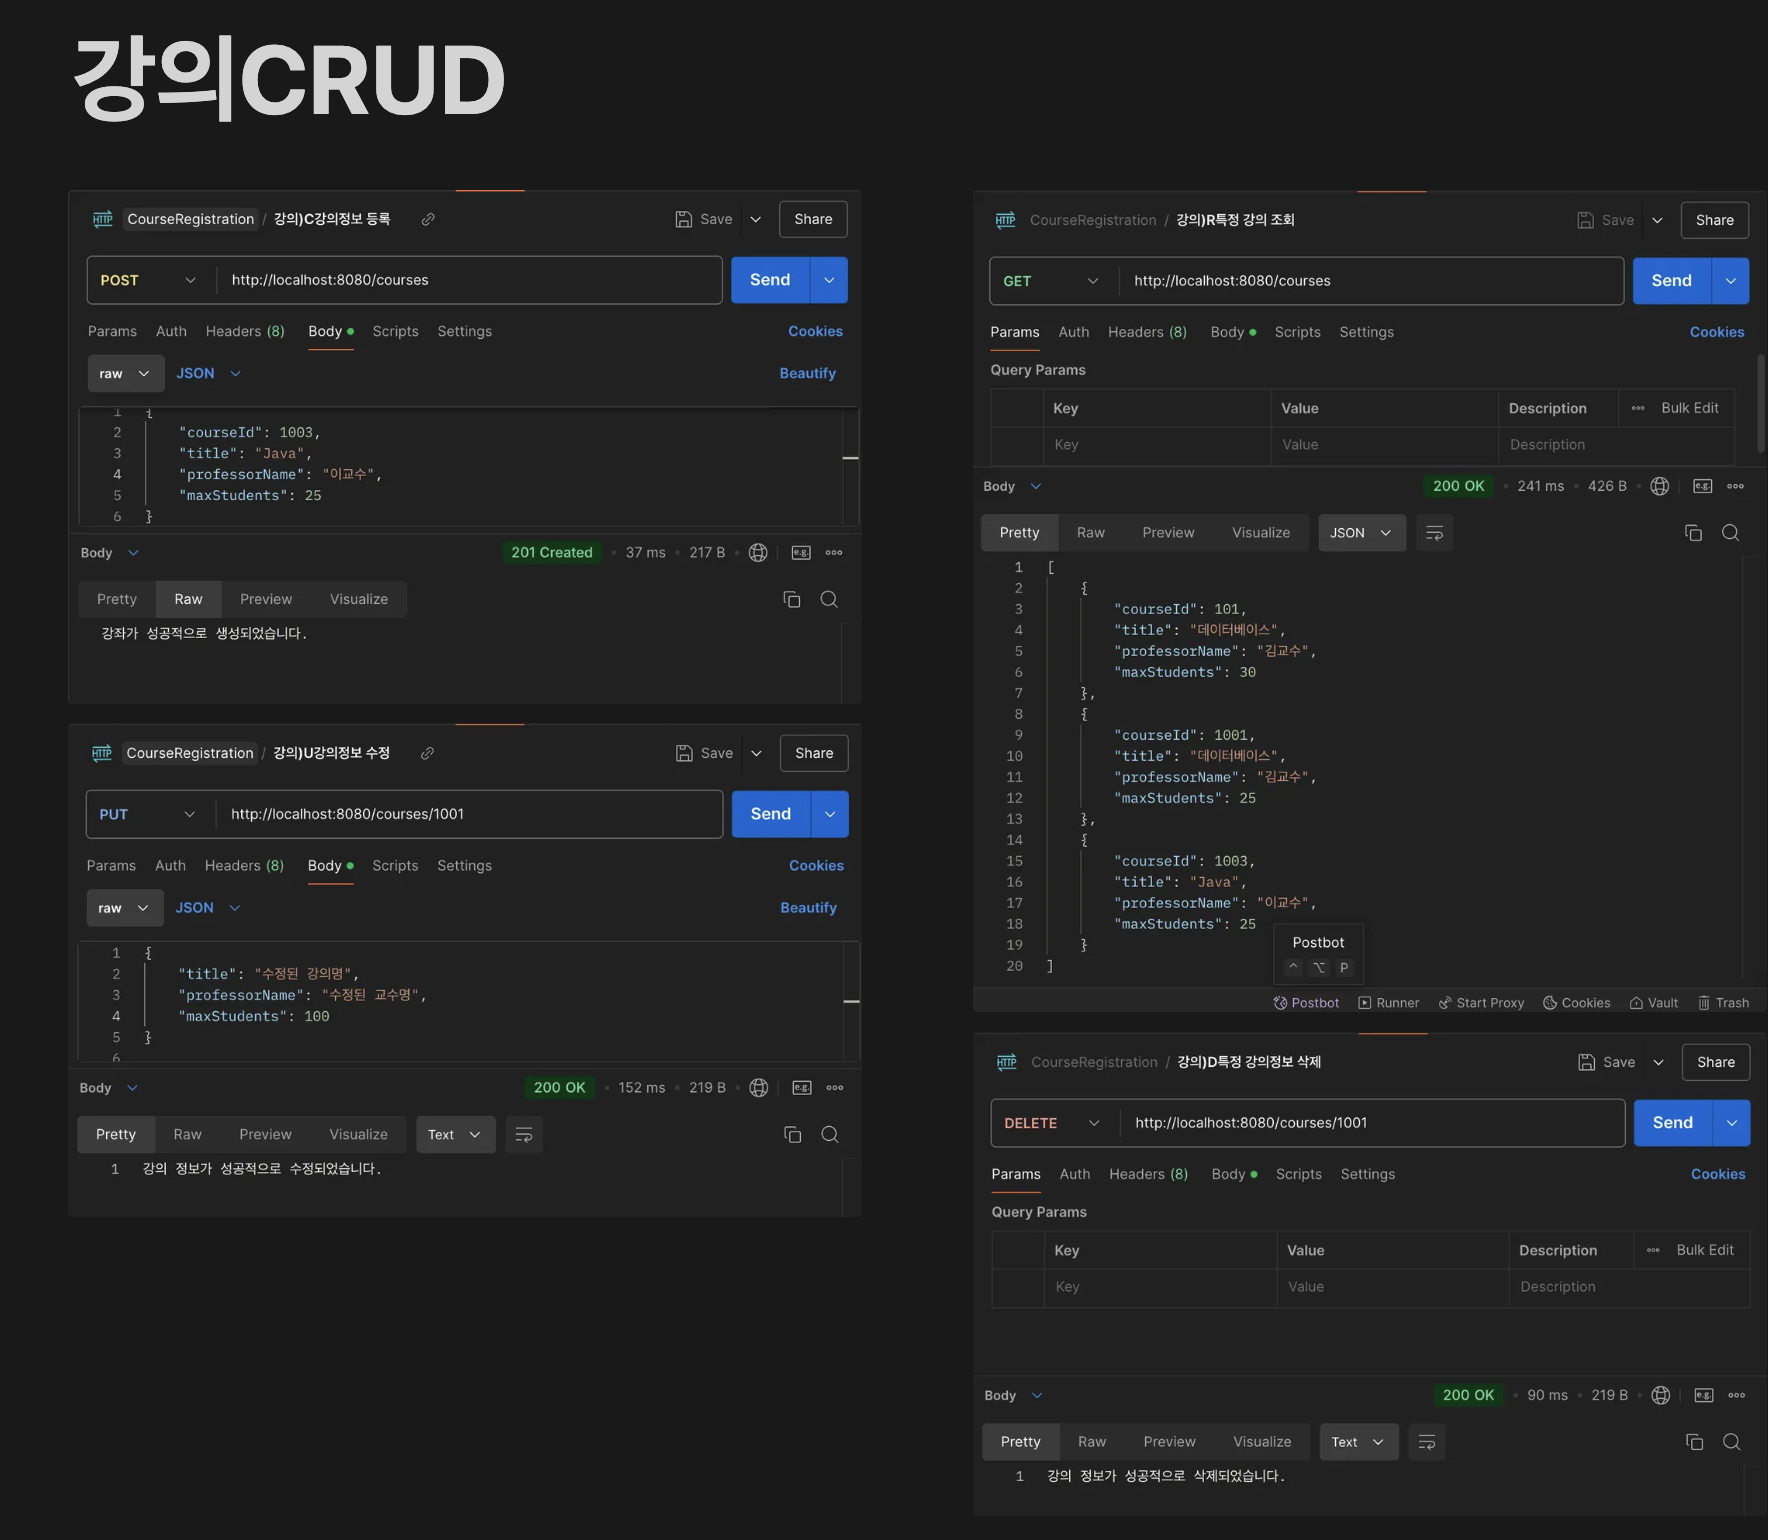 강의CRUD
HTTP CourseRegistration / 강의)C강의정보 등록 Save Share
POST http://localhost:8080/courses Send
Params Auth Headers (8) Body Scripts Settings Cookies
raw JSON Beautify
1 {
2 "courseId": 1003,
3 "title": "Java",
4 "professorName": "이교수",
5 "maxStudents": 25
6 }
Body 201 Created • 37 ms • 217 B e.g.
Pretty Raw Preview Visualize
강좌가 성공적으로 생성되었습니다.
HTTP CourseRegistration / 강의)U강의정보 수정 Save Share
PUT http://localhost:8080/courses/1001 Send
Params Auth Headers (8) Body Scripts Settings Cookies
raw JSON Beautify
1 {
2 "title": "수정된 강의명",
3 "professorName": "수정된 교수명",
4 "maxStudents": 100
5 }
6
Body 200 OK • 152 ms • 219 B e.g.
Pretty Raw Preview Visualize Text
1 강의 정보가 성공적으로 수정되었습니다.
HTTP CourseRegistration / 강의)R특정 강의 조회 Save Share
GET http://localhost:8080/courses Send
Params Auth Headers (8) Body Scripts Settings Cookies
Query Params
Key Value Description Bulk Edit
Key Value Description
Body 200 OK • 241 ms • 426 B e.g.
Pretty Raw Preview Visualize JSON
1 [
2 {
3 "courseId": 101,
4 "title": "데이터베이스",
5 "professorName": "김교수",
6 "maxStudents": 30
7 },
8 {
9 "courseId": 1001,
10 "title": "데이터베이스",
11 "professorName": "김교수",
12 "maxStudents": 25
13 },
14 {
15 "courseId": 1003,
16 "title": "Java",
17 "professorName": "이교수",
18 "maxStudents": 25
19 }
20 ]
Postbot
^ ⌥ P
Postbot Runner Start Proxy Cookies Vault Trash
HTTP CourseRegistration / 강의)D특정 강의정보 삭제 Save Share
DELETE http://localhost:8080/courses/1001 Send
Params Auth Headers (8) Body Scripts Settings Cookies
Query Params
Key Value Description Bulk Edit
Key Value Description
Body 200 OK • 90 ms • 219 B e.g.
Pretty Raw Preview Visualize Text
1 강의 정보가 성공적으로 삭제되었습니다.